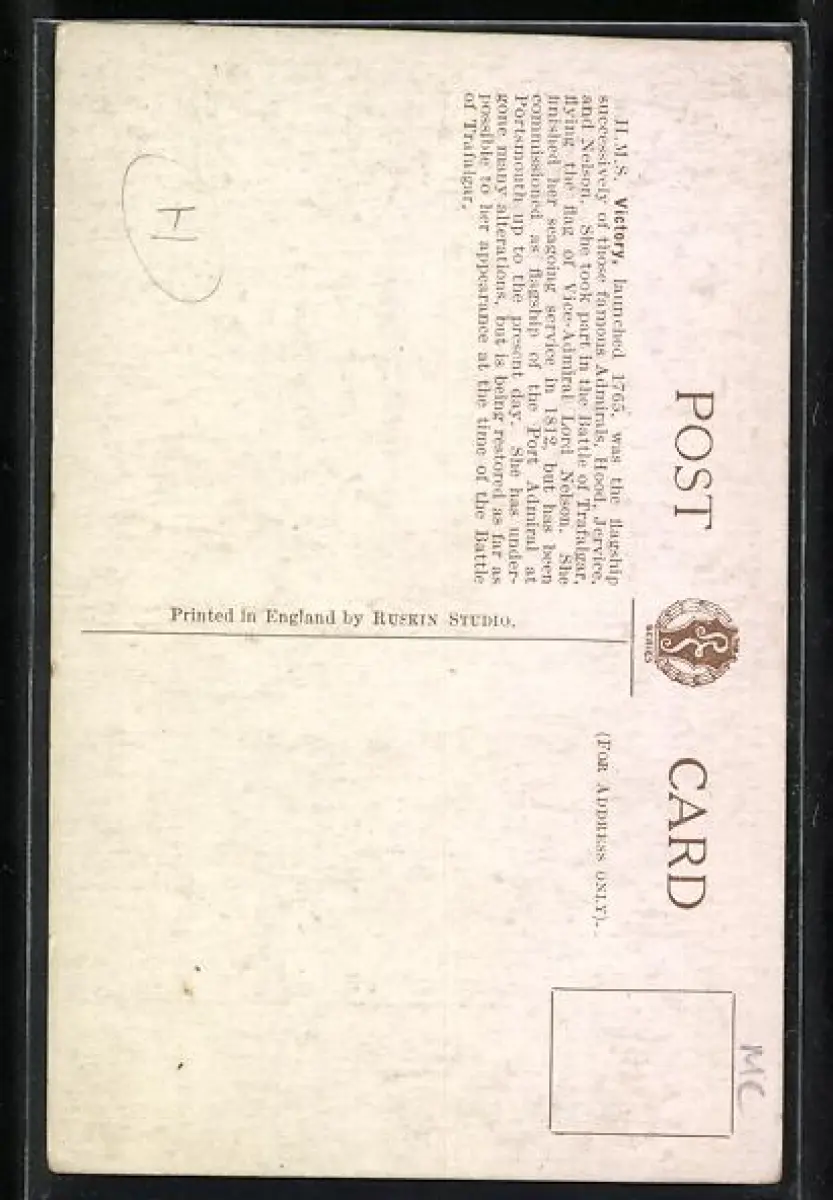 POST CARD
SERIES
H.M.S. Victory, launched 1765, was the flagship
successively of those famous Admirals, Hood, Jervice,
and Nelson. She took part in the Battle of Trafalgar,
flying the flag of Vice-Admiral Lord Nelson. She
finished her seagoing service in 1812, but has been
commissioned as flagship of the Port Admiral at
Portsmouth up to the present day. She has under-
gone many alterations, but is being restored as far as
possible to her appearance at the time of the Battle
of Trafalgar.
(FOR ADDRESS ONLY).
Printed in England by RUSKIN STUDIO.
H
MC